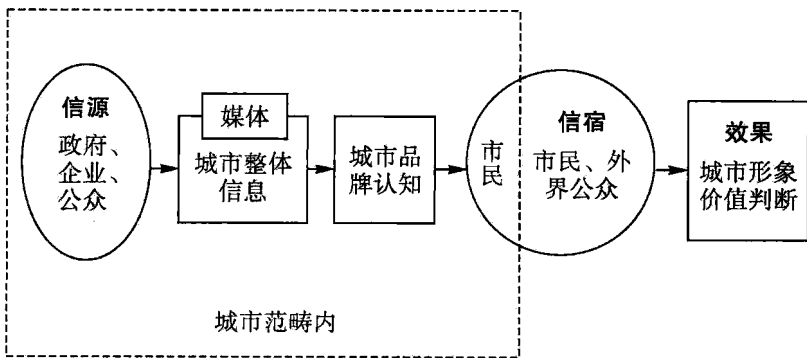 信源
政府、
企业、
公众
媒体
城市整体
信息
城市品
牌认知
市
民
信宿
市民、外
界公众
效果
城市形象
价值判断
城市范畴内